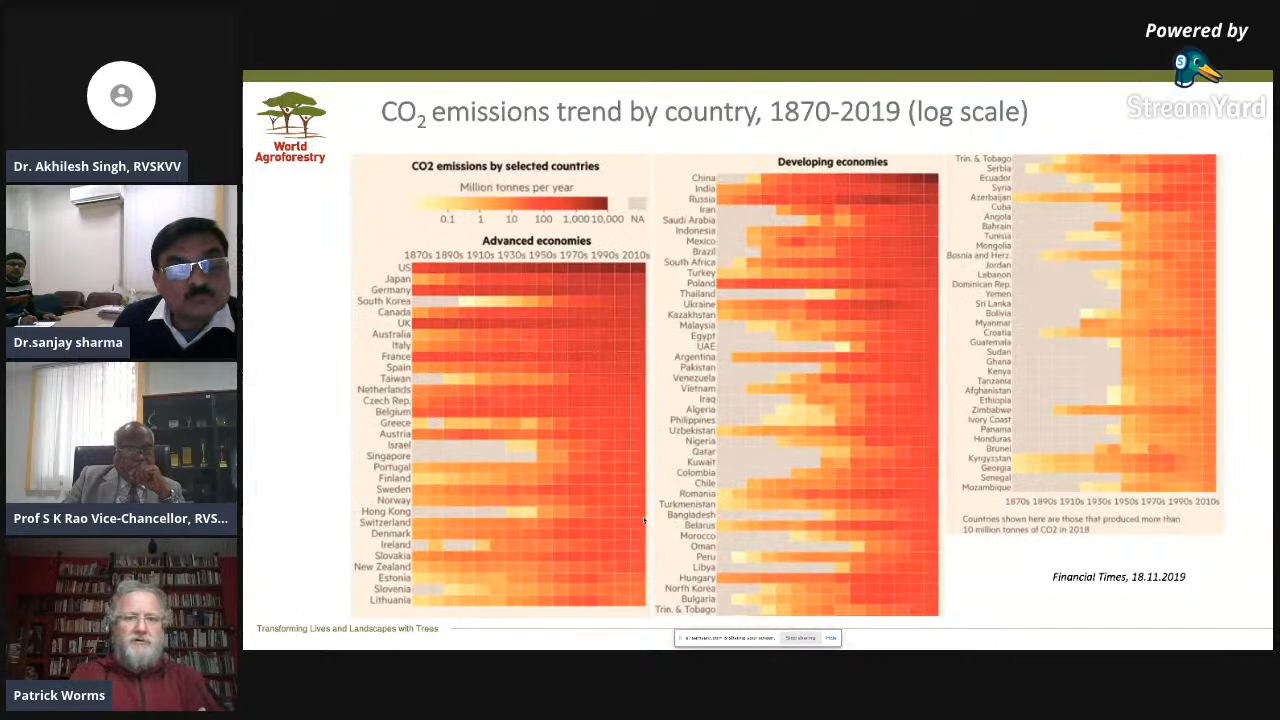 Powered by
S
StreamYard
Dr. Akhilesh Singh, RVSKVV
Dr.sanjay sharma
Prof S K Rao Vice-Chancellor, RVS...
Patrick Worms
World
Agroforestry
CO2 emissions trend by country, 1870-2019 (log scale)
CO2 emissions by selected countries
Million tonnes per year
0.1 1 10 100 1,000 10,000 NA
Advanced economies
1870s 1890s 1910s 1930s 1950s 1970s 1990s 2010s
US
Japan
Germany
South Korea
Canada
UK
Australia
Italy
France
Spain
Taiwan
Netherlands
Czech Rep.
Belgium
Greece
Austria
Israel
Singapore
Portugal
Finland
Sweden
Norway
Hong Kong
Switzerland
Denmark
Ireland
Slovakia
New Zealand
Estonia
Slovenia
Lithuania
Developing economies
China
India
Russia
Iran
Saudi Arabia
Indonesia
Mexico
Brazil
South Africa
Turkey
Poland
Thailand
Ukraine
Kazakhstan
Malaysia
Egypt
UAE
Argentina
Pakistan
Venezuela
Vietnam
Iraq
Algeria
Philippines
Uzbekistan
Nigeria
Qatar
Kuwait
Colombia
Chile
Romania
Turkmenistan
Bangladesh
Belarus
Morocco
Oman
Peru
Libya
Hungary
North Korea
Bulgaria
Trin. & Tobago
Trin. & Tobago
Serbia
Ecuador
Syria
Azerbaijan
Cuba
Angola
Bahrain
Tunisia
Mongolia
Bosnia and Herz.
Jordan
Lebanon
Dominican Rep.
Yemen
Sri Lanka
Bolivia
Myanmar
Croatia
Guatemala
Sudan
Ghana
Kenya
Tanzania
Afghanistan
Ethiopia
Zimbabwe
Ivory Coast
Panama
Honduras
Brunei
Kyrgyzstan
Georgia
Senegal
Mozambique
1870s 1890s 1910s 1930s 1950s 1970s 1990s 2010s
Countries shown here are those that produced more than
10 million tonnes of CO2 in 2018
Financial Times, 18.11.2019
Transforming Lives and Landscapes with Trees
streamyard.com is sharing your screen. Stop sharing Hide